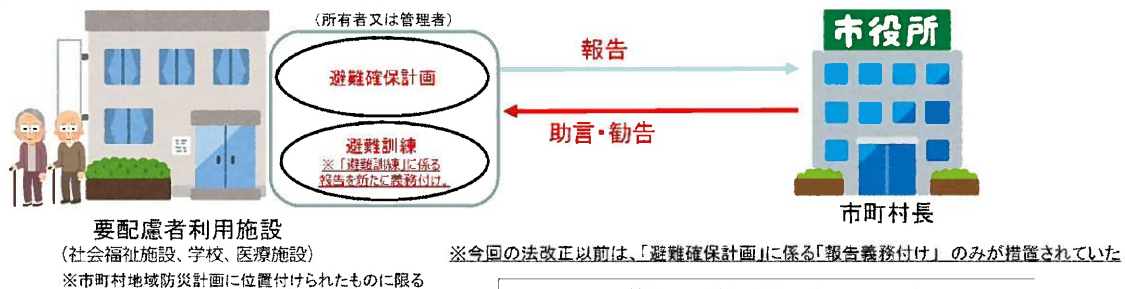 (所有者又は管理者)
市役所
報告
避難確保計画
助言・勧告
避難訓練
※「避難訓練」に係る
報告を新たに義務付け。
要配慮者利用施設
市町村長
(社会福祉施設、学校、医療施設)
※今回の法改正以前は、「避難確保計画」に係る「報告義務付け」のみが措置されていた
※市町村地域防災計画に位置付けられたものに限る